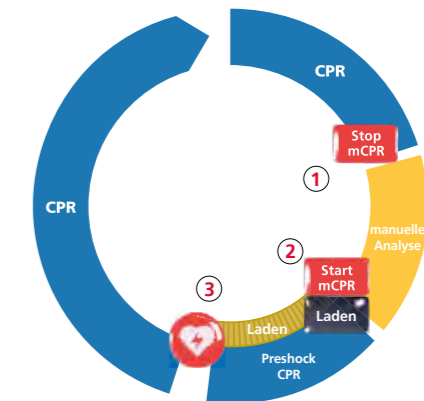 CPR
Stop
mCPR
1
manuelle
Analyse
2
Start
mCPR
Laden
3
Laden
Preshock
CPR
CPR